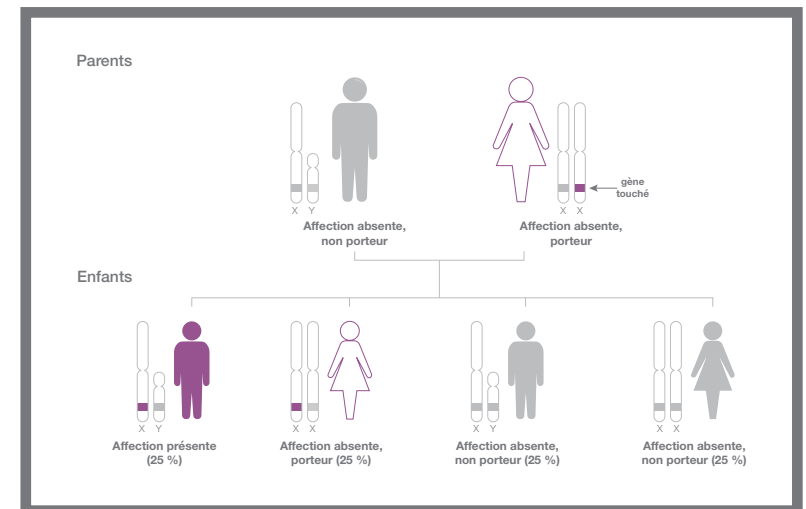 Parents
gène
touché
X Y
X X
Affection absente,
non porteur
Affection absente,
porteur
Enfants
X Y
X X
X Y
X X
Affection présente
(25 %)
Affection absente,
porteur (25 %)
Affection absente,
non porteur (25 %)
Affection absente,
non porteur (25 %)